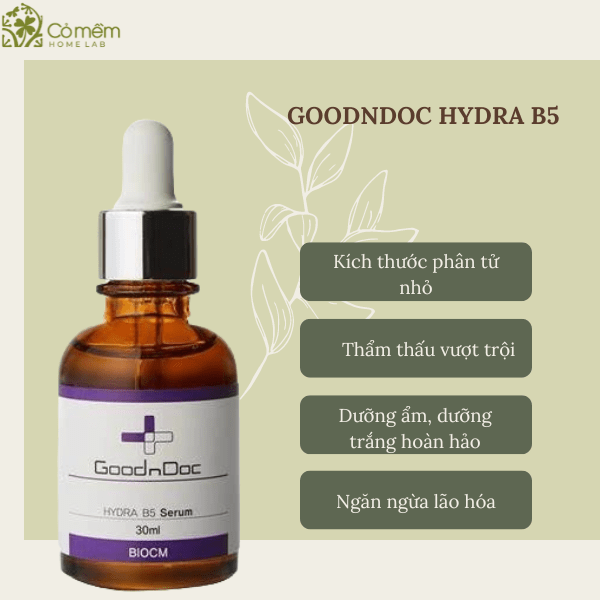 Cỏ mềm
HOME LAB
GOODNDOC HYDRA B5
Kích thước phân tử
nhỏ
Thẩm thấu vượt trội
Dưỡng ẩm, dưỡng
trắng hoàn hảo
Ngăn ngừa lão hóa
GoodnDoc
HYDRA B5 Serum
30ml
BIOCM